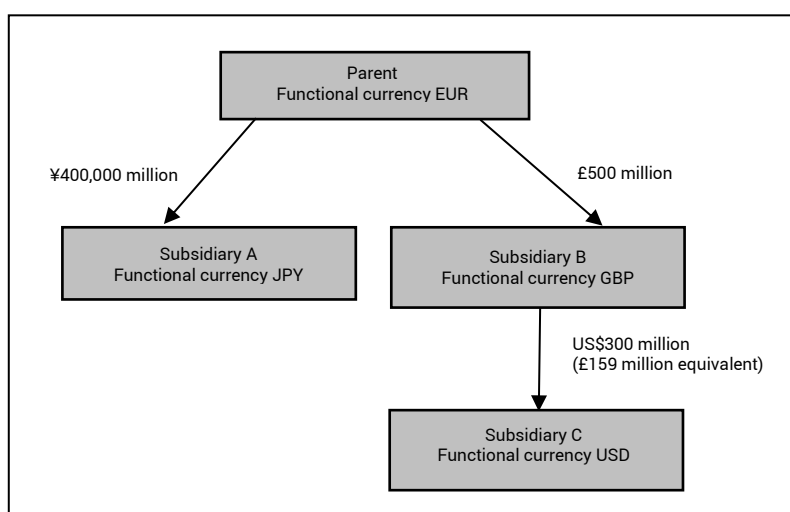 Parent
Functional currency EUR
¥400,000 million
£500 million
Subsidiary A
Functional currency JPY
Subsidiary B
Functional currency GBP
US$300 million
(£159 million equivalent)
Subsidiary C
Functional currency USD